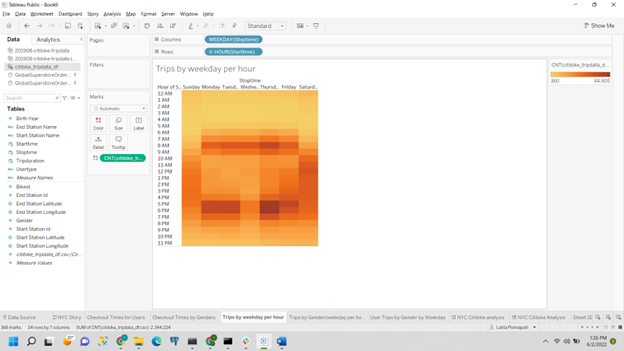 Tableau Public - Book9
File Data Worksheet Dashboard Story Analysis Map Format Server Window Help
Standard
Show Me
Data Analytics
Pages
Columns WEEKDAY(Stoptime)
Rows HOUR(Starttime)
201908-citibike-tripdata
201908-citibike-tripdata (
citibike_tripdata_df
GlobalSuperstoreOrder
GlobalSuperstoreOrder
Filters
Search
Tables
Birth Year
End Station Name
Start Station Name
Starttime
Stoptime
Tripduration
Usertype
Measure Names
Bikeid
End Station Id
End Station Latitude
End Station Longitude
Gender
Start Station Id
Start Station Latitude
Start Station Longitude
citibike_tripdata_df.csv (Co...
Measure Values
Marks
Automatic
Color Size Label
Detail Tooltip
CNT(citibike_tr..
Trips by weekday per hour
Stoptime
Hour of S.. Sunday Monday Tuesd.. Wedne.. Thursd.. Friday Saturd..
12 AM
1 AM
2 AM
3 AM
4 AM
5 AM
6 AM
7 AM
8 AM
9 AM
10 AM
11 AM
12 PM
1 PM
2 PM
3 PM
4 PM
5 PM
6 PM
7 PM
8 PM
9 PM
10 PM
11 PM
CNT(citibike_tripdata_d..
360 44,905
Data Source NYC Story Checkout Times for Users Checkout Times by Genders Trips by weekday per hour Trips by Gender(weekday per ho.. User Trips by Gender by Weekday NYC Citibike analysis NYC Citibike Analysis
168 marks 24 rows by 7 columns SUM of CNT(citibike_tripdata_df.csv): 2,344,224
Lalita Ponnapati
1:26 PM
6/2/2022